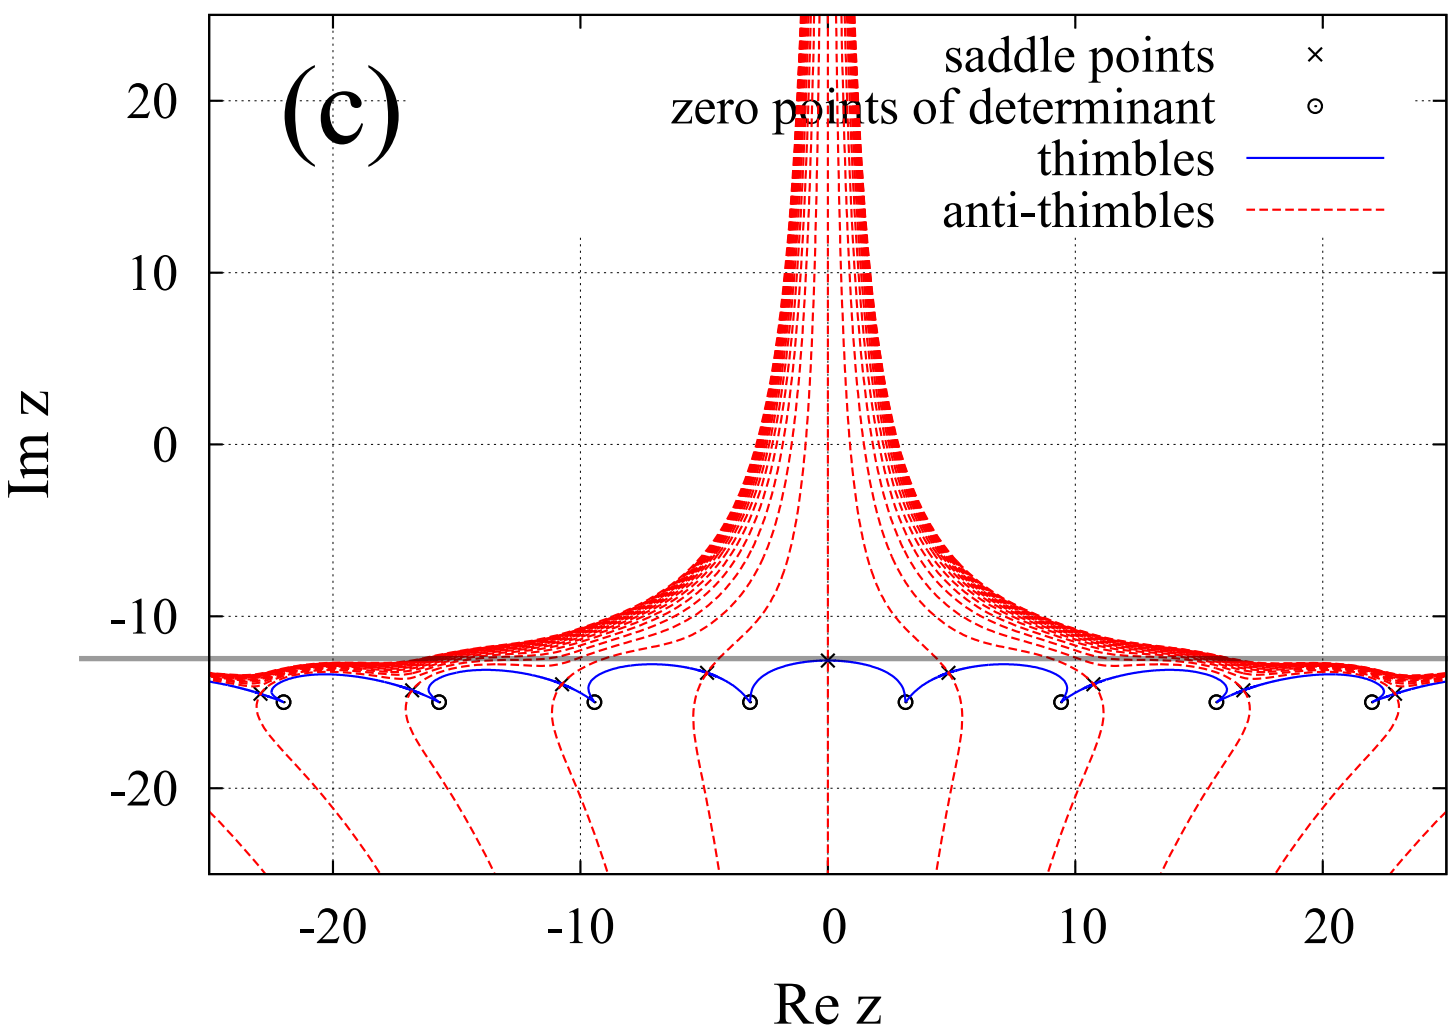 (c)
saddle points
zero points of determinant
thimbles
anti-thimbles
20
10
0
-10
-20
Im z
-20
-10
0
10
20
Re z